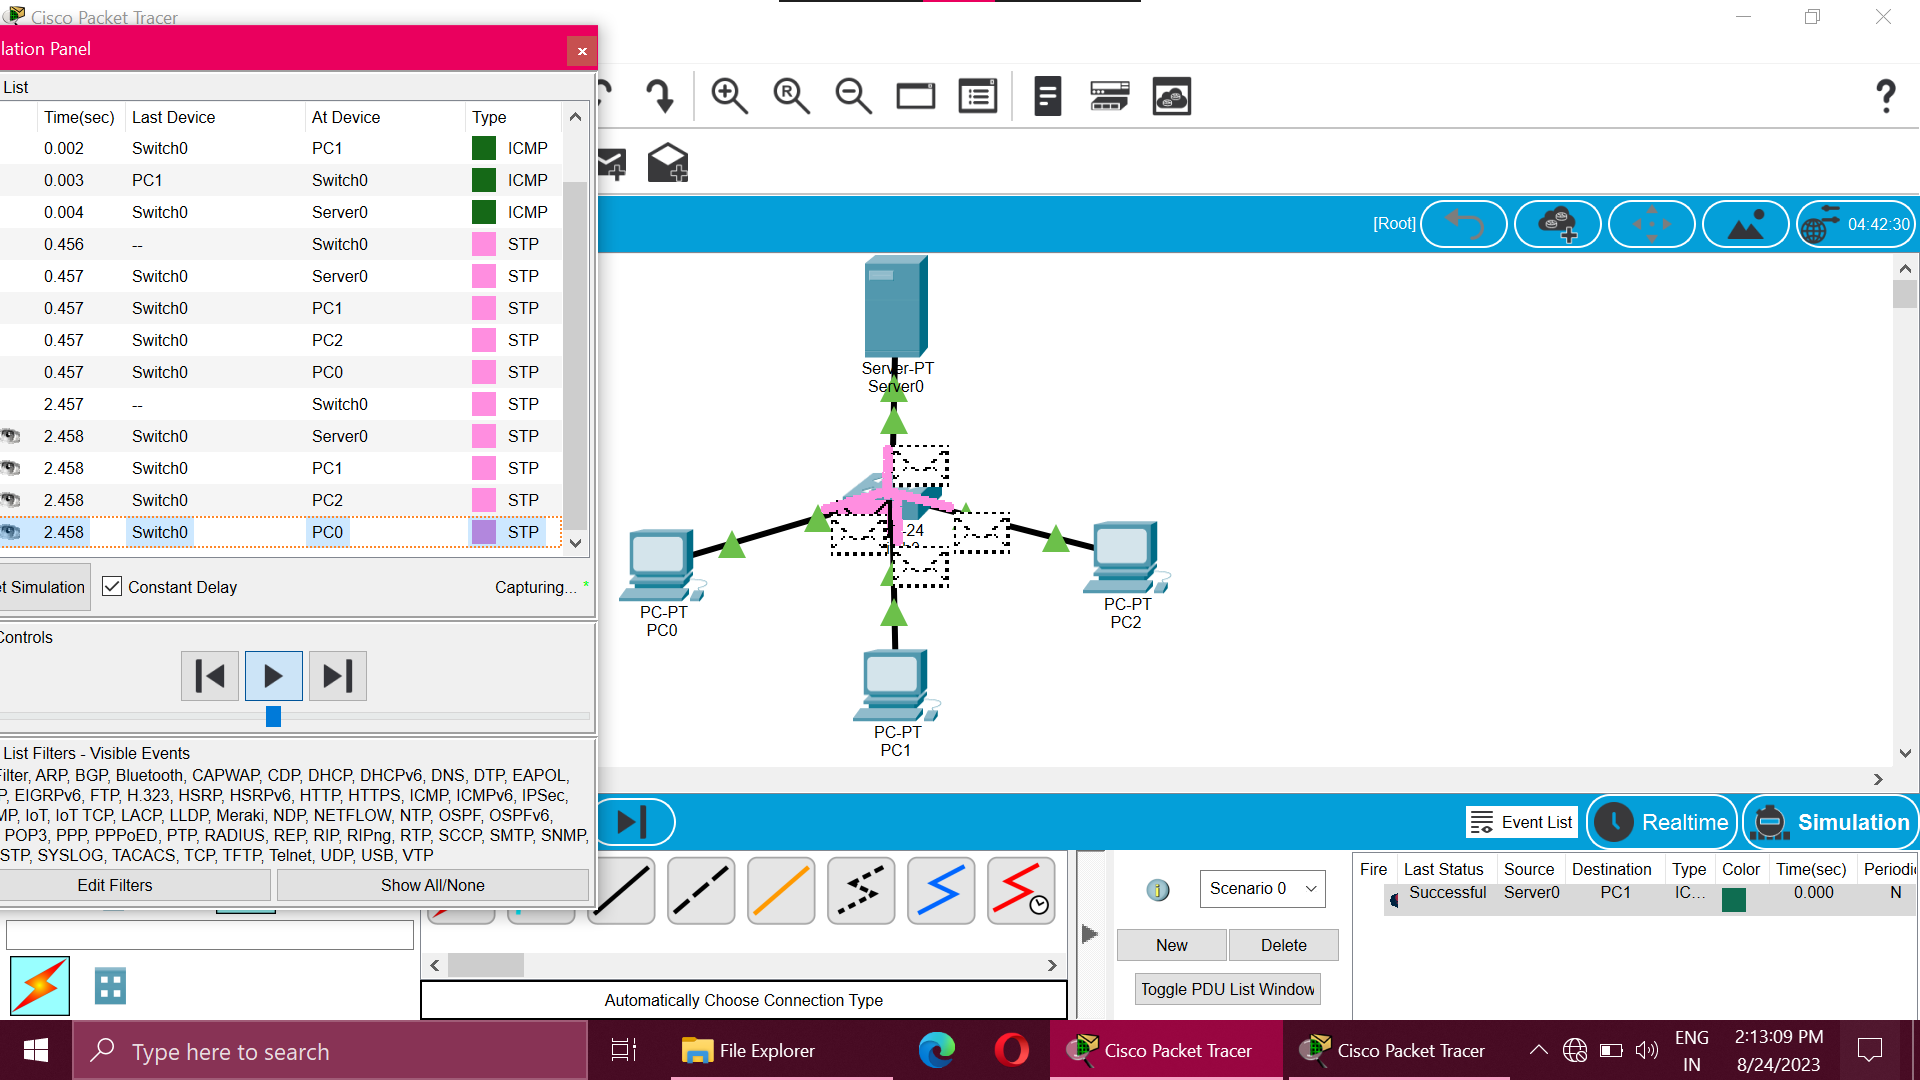 Cisco Packet Tracer
lation Panel
List
Time(sec) Last Device At Device Type
0.002 Switch0 PC1 ICMP
0.003 PC1 Switch0 ICMP
0.004 Switch0 Server0 ICMP
0.456 -- Switch0 STP
0.457 Switch0 Server0 STP
0.457 Switch0 PC1 STP
0.457 Switch0 PC2 STP
0.457 Switch0 PC0 STP
2.457 -- Switch0 STP
2.458 Switch0 Server0 STP
2.458 Switch0 PC1 STP
2.458 Switch0 PC2 STP
2.458 Switch0 PC0 STP
t Simulation Constant Delay Capturing... *
Controls
List Filters - Visible Events
ilter, ARP, BGP, Bluetooth, CAPWAP, CDP, DHCP, DHCPv6, DNS, DTP, EAPOL,
P, EIGRPv6, FTP, H.323, HSRP, HSRPv6, HTTP, HTTPS, ICMP, ICMPv6, IPSec,
MP, IoT, IoT TCP, LACP, LLDP, Meraki, NDP, NETFLOW, NTP, OSPF, OSPFv6,
POP3, PPP, PPPoED, PTP, RADIUS, REP, RIP, RIPng, RTP, SCCP, SMTP, SNMP,
STP, SYSLOG, TACACS, TCP, TFTP, Telnet, UDP, USB, VTP
Edit Filters Show All/None
[Root] 04:42:30
Server-PT
Server0
24
PC-PT
PC0
PC-PT
PC2
PC-PT
PC1
Event List Realtime Simulation
Automatically Choose Connection Type
Scenario 0
New Delete
Toggle PDU List Window
Fire Last Status Source Destination Type Color Time(sec) Periodi
Successful Server0 PC1 IC... 0.000 N
Type here to search
File Explorer
Cisco Packet Tracer
Cisco Packet Tracer
ENG
IN
2:13:09 PM
8/24/2023